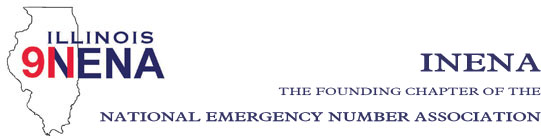 ILLINOIS
9NENA
INENA
THE FOUNDING CHAPTER OF THE
NATIONAL EMERGENCY NUMBER ASSOCIATION